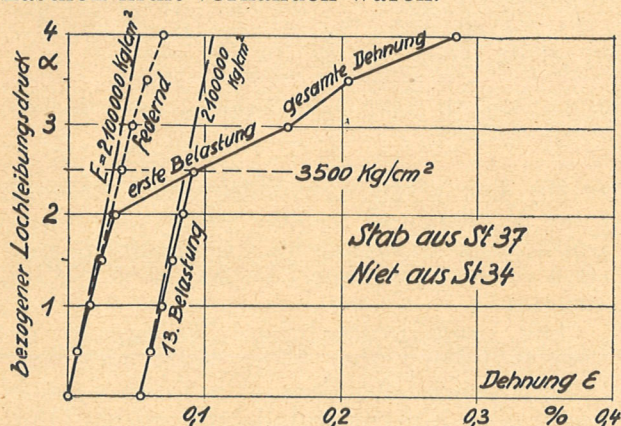 4
α
3
2
1
bezogener Lochleibungsdruck
E=2100000 Kg/cm²
federnd
2100000
Kg/cm²
gesamte Dehnung
erste Belastung
3500 Kg/cm²
13. Belastung
Stab aus St 37
Niet aus St 34
Dehnung ε
0,1
0,2
0,3
%
0,4